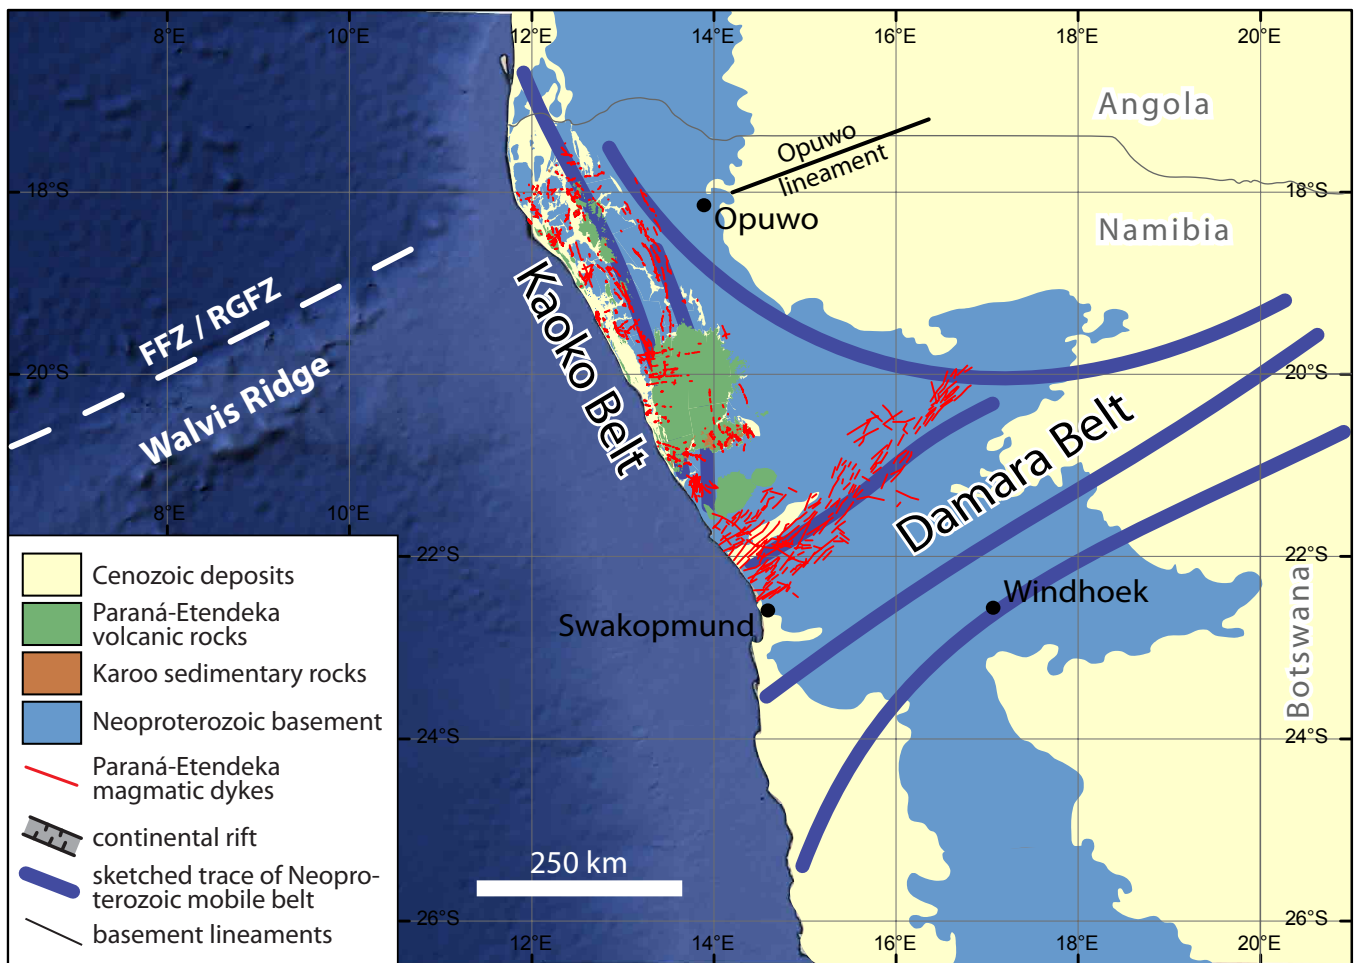 8°E
10°E
12°E
14°E
16°E
18°E
20°E
Angola
Opuwo
lineament
18°S
18°S
Opuwo
Namibia
FFZ / RGFZ
Walvis Ridge
Kaoko Belt
20°S
20°S
Damara Belt
8°E
10°E
22°S
22°S
Windhoek
Swakopmund
Botswana
24°S
24°S
250 km
26°S
26°S
12°E
14°E
16°E
18°E
20°E
Cenozoic deposits
Paraná-Etendeka
volcanic rocks
Karoo sedimentary rocks
Neoproterozoic basement
Paraná-Etendeka
magmatic dykes
continental rift
sketched trace of Neopro-
terozoic mobile belt
basement lineaments